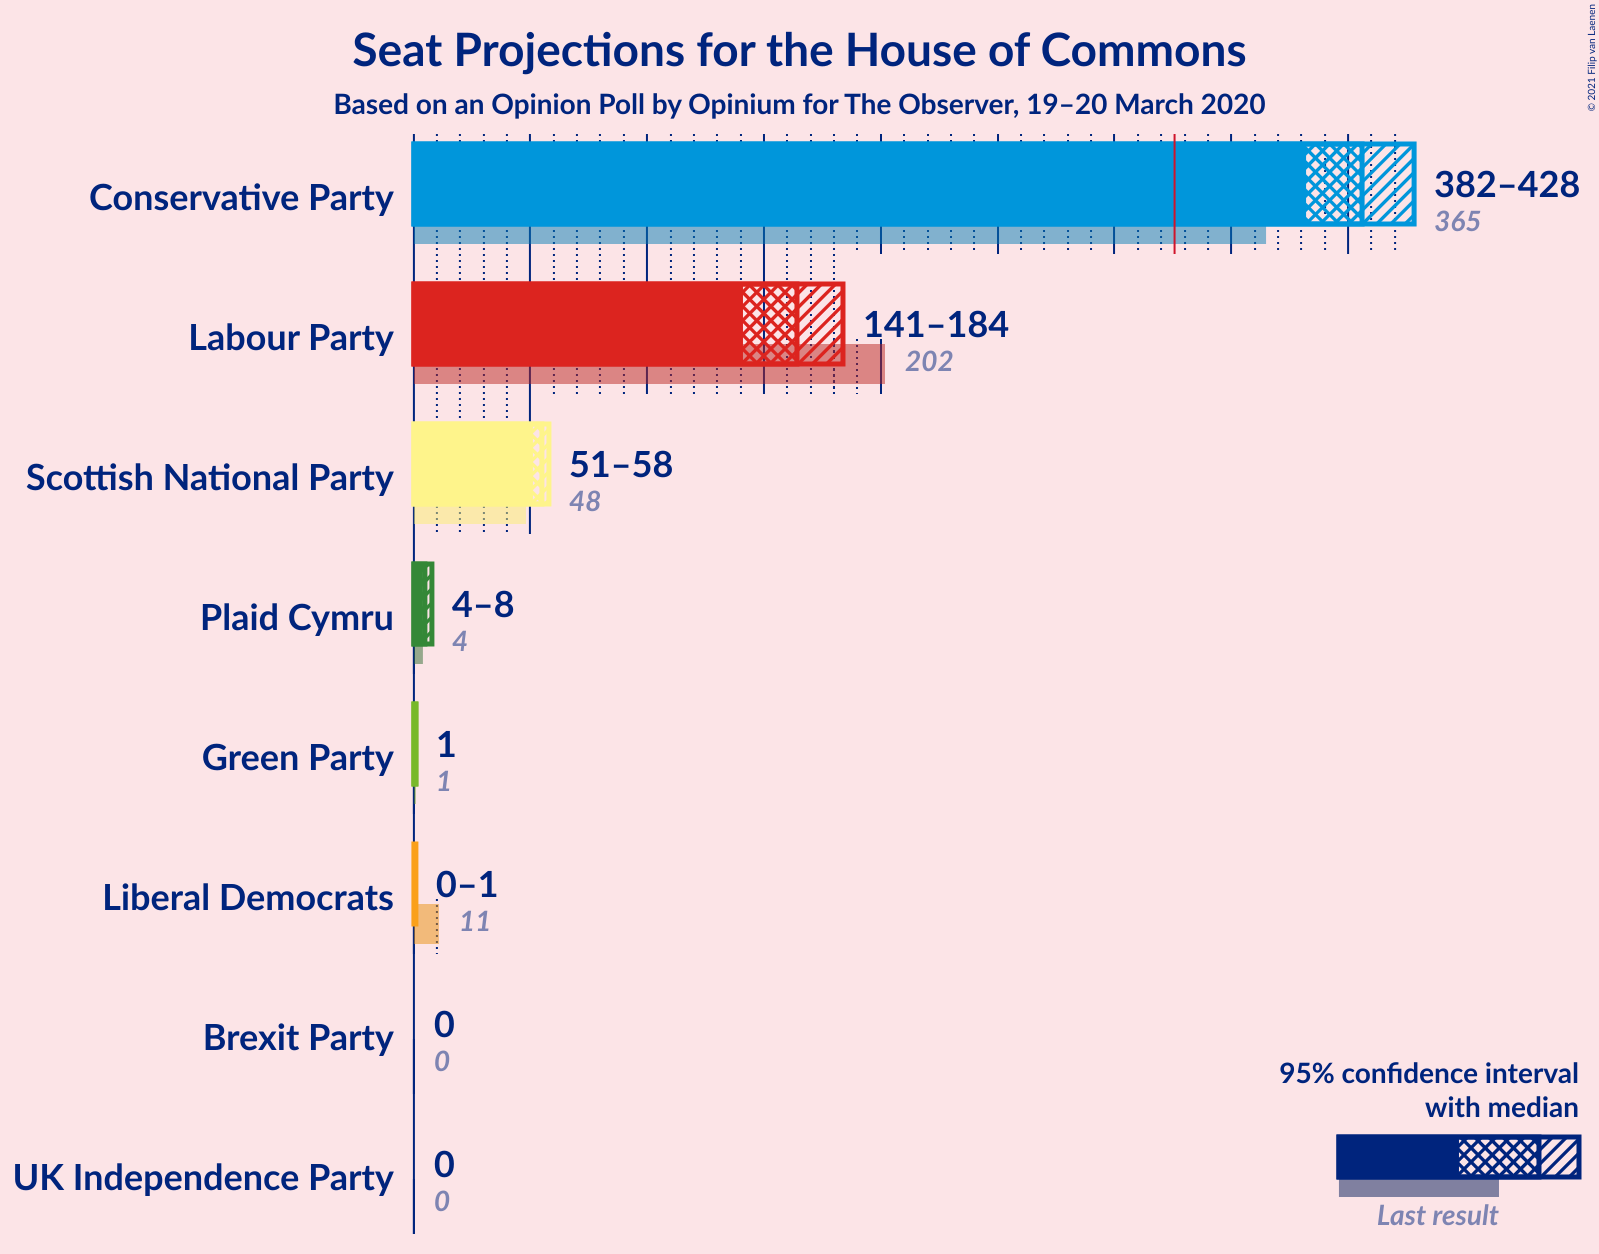 Seat Projections for the House of Commons
Based on an Opinion Poll by Opinium for The Observer, 19–20 March 2020
© 2021 Filip van Laenen
Conservative Party
382–428
365
Labour Party
141–184
202
Scottish National Party
51–58
48
Plaid Cymru
4–8
4
Green Party
1
1
Liberal Democrats
0–1
11
Brexit Party
0
0
UK Independence Party
0
0
95% confidence interval
with median
Last result